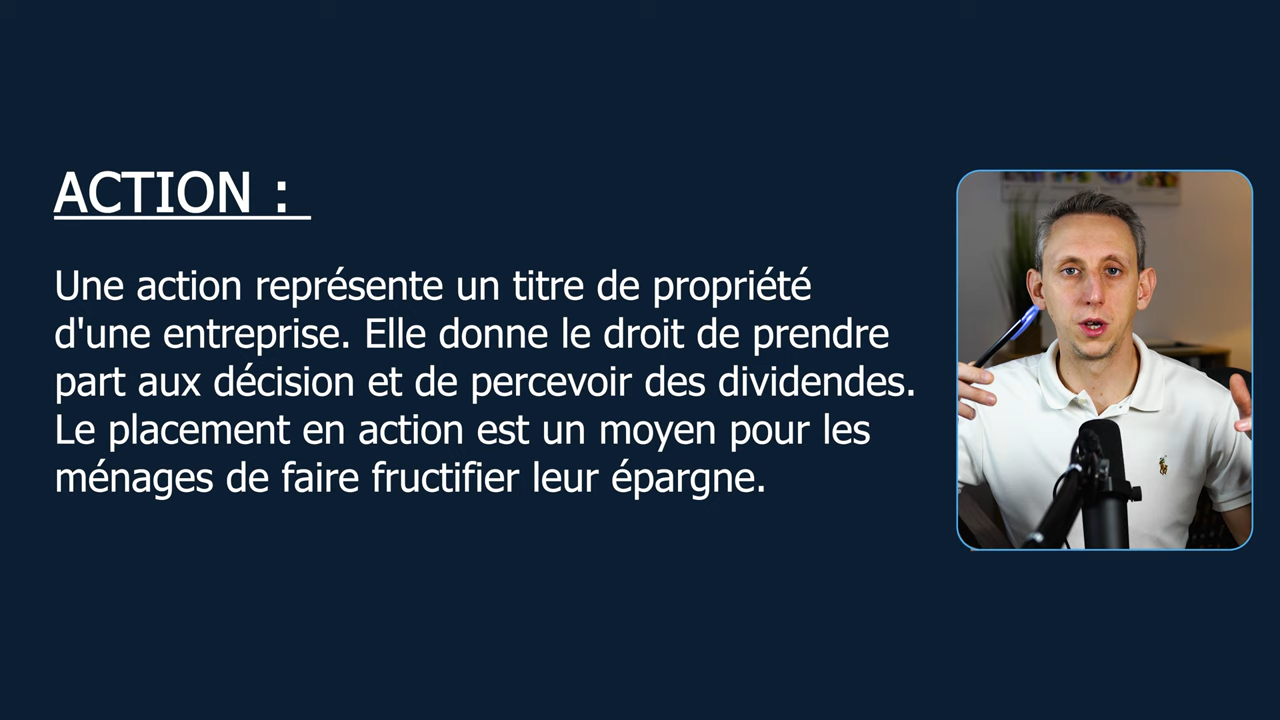 ACTION :
Une action représente un titre de propriété
d'une entreprise. Elle donne le droit de prendre
part aux décision et de percevoir des dividendes.
Le placement en action est un moyen pour les
ménages de faire fructifier leur épargne.